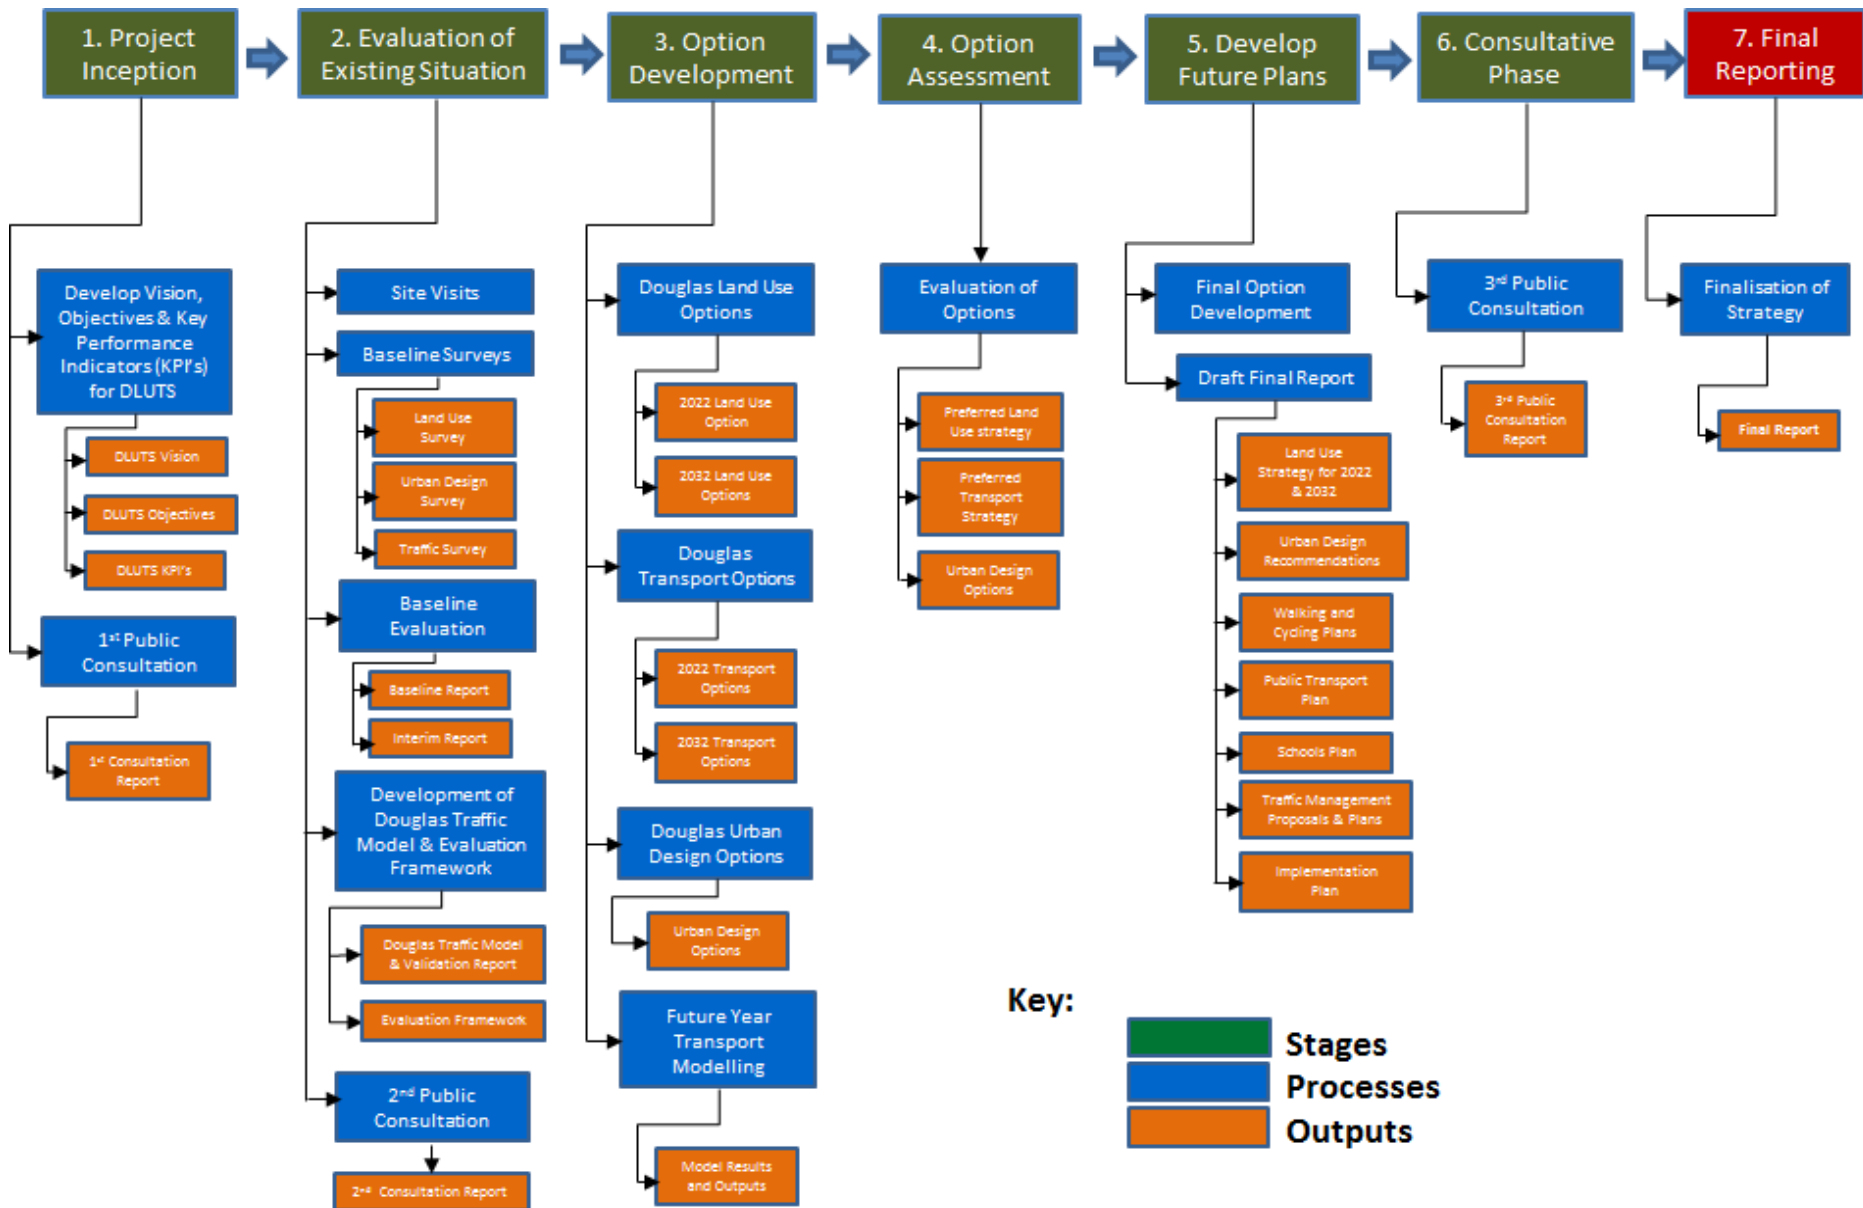 1. Project
Inception
2. Evaluation of
Existing Situation
3. Option
Development
4. Option
Assessment
5. Develop
Future Plans
6. Consultative
Phase
7. Final
Reporting
Develop Vision,
Objectives & Key
Performance
Indicators (KPI's)
for DLUTS
DLUTS Vision
DLUTS Objectives
DLUTS KPI's
1st Public
Consultation
1st Consultation
Report
Site Visits
Baseline Surveys
Land Use
Survey
Urban Design
Survey
Traffic Survey
Baseline
Evaluation
Baseline Report
Interim Report
Development of
Douglas Traffic
Model & Evaluation
Framework
Douglas Traffic Model
& Validation Report
Evaluation Framework
2nd Public
Consultation
2nd Consultation Report
Douglas Land Use
Options
2022 Land Use
Option
2032 Land Use
Options
Douglas
Transport Options
2022 Transport
Options
2032 Transport
Options
Douglas Urban
Design Options
Urban Design
Options
Future Year
Transport
Modelling
Model Results
and Outputs
Evaluation of
Options
Preferred Land
Use strategy
Preferred
Transport
Strategy
Urban Design
Options
Final Option
Development
Draft Final Report
Land Use
Strategy for 2022
& 2032
Urban Design
Recommendations
Walking and
Cycling Plans
Public Transport
Plan
Schools Plan
Traffic Management
Proposals & Plans
Implementation
Plan
3rd Public
Consultation
3rd Public
Consultation
Report
Finalisation of
Strategy
Final Report
Key:
Stages
Processes
Outputs